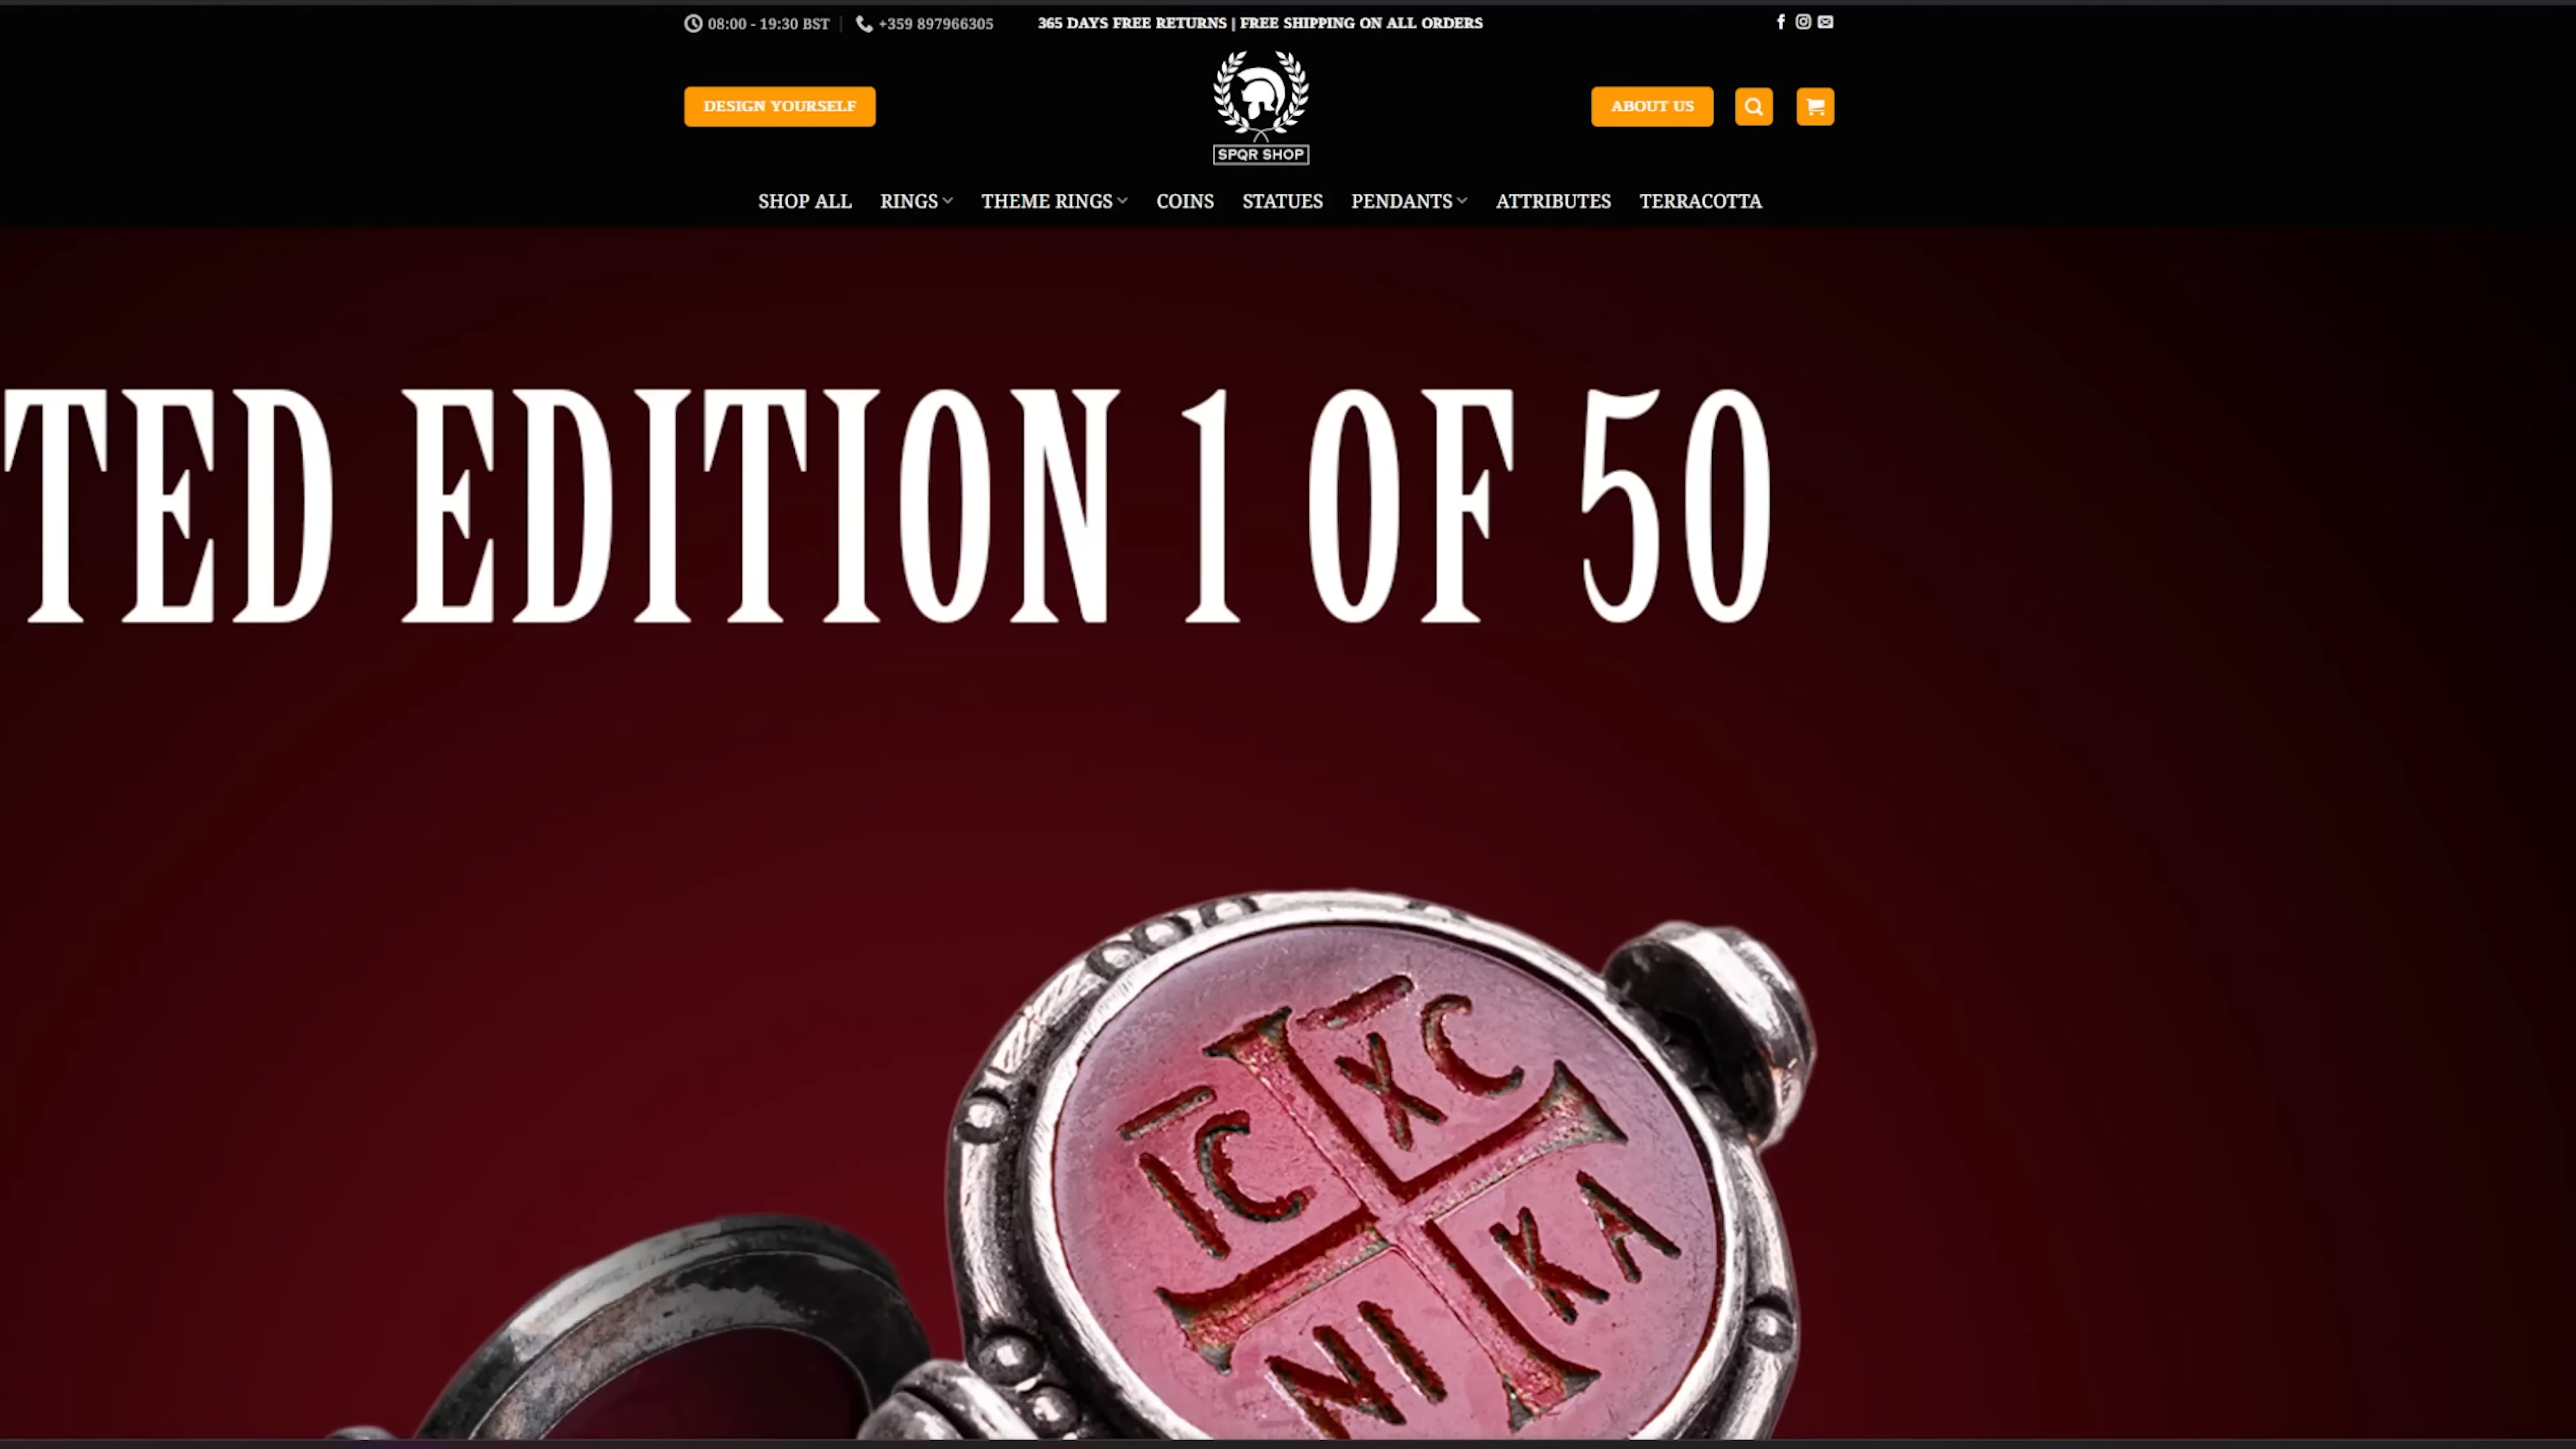 08:00 - 19:30 BST | +359 897966305 365 DAYS FREE RETURNS | FREE SHIPPING ON ALL ORDERS
DESIGN YOURSELF
SPQR SHOP
ABOUT US
SHOP ALL RINGS THEME RINGS COINS STATUES PENDANTS ATTRIBUTES TERRACOTTA
TED EDITION 1 OF 50
IC XC
NI KA